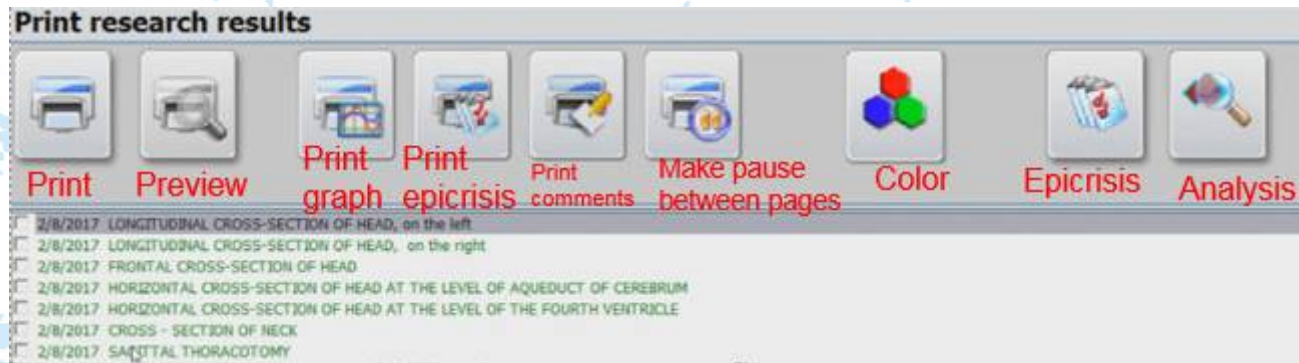 Print research results
Print
Preview
Print graph
Print epicrisis
Print comments
Make pause between pages
Color
Epicrisis
Analysis
2/8/2017 LONGITUDINAL CROSS-SECTION OF HEAD, on the left
2/8/2017 LONGITUDINAL CROSS-SECTION OF HEAD, on the right
2/8/2017 FRONTAL CROSS-SECTION OF HEAD
2/8/2017 HORIZONTAL CROSS-SECTION OF HEAD AT THE LEVEL OF AQUEDUCT OF CEREBRUM
2/8/2017 HORIZONTAL CROSS-SECTION OF HEAD AT THE LEVEL OF THE FOURTH VENTRICLE
2/8/2017 CROSS - SECTION OF NECK
2/8/2017 SAGITTAL THORACOTOMY